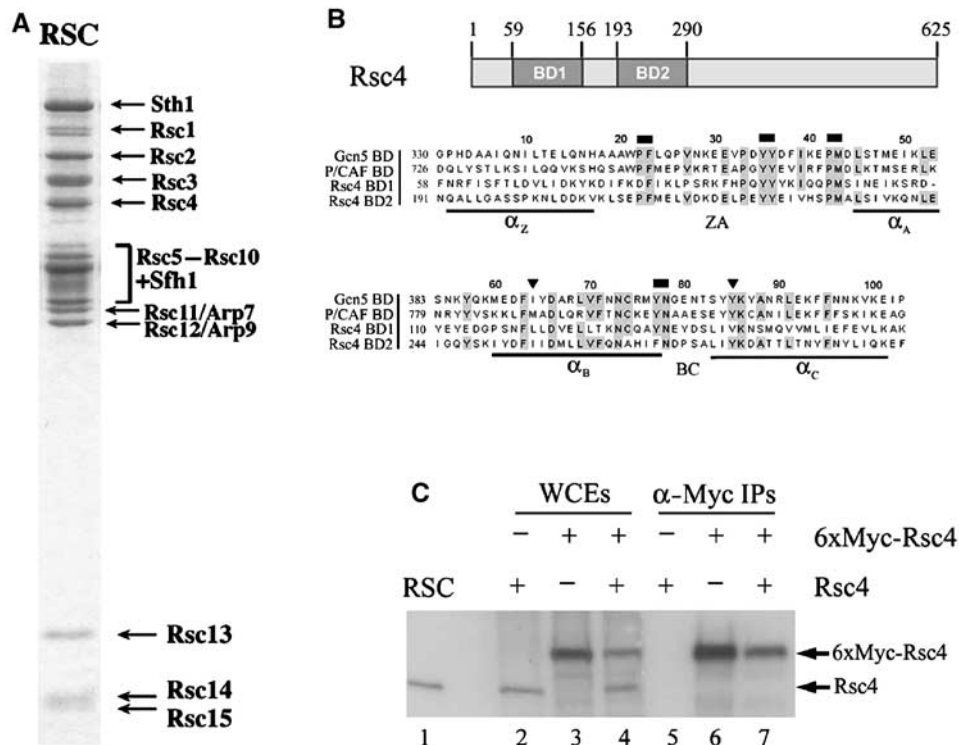 A
RSC
Sth1
Rsc1
Rsc2
Rsc3
Rsc4
Rsc5–Rsc10
+Sfh1
Rsc11/Arp7
Rsc12/Arp9
Rsc13
Rsc14
Rsc15
B
1 59 156 193 290 625
Rsc4 BD1 BD2
10 20 30 40 50
Gcn5 BD 330 GPHDAAIQNILTELQNHAAAWPFLQPVNKEEVPDYYDFIKEPMDLSTMEIKLE
P/CAF BD 726 DQLYSTLKSILQQVKSHQSAWPFMEPVKRTEAPGYYEVIRFPMDLKTMSERLK
Rsc4 BD1 58 FNRFISFTLDVLIDKYKDIFKDFIKLPSRKFHPQYYYKIQQPMSINEIKSRD-
Rsc4 BD2 191 NQALLGASSPKNLDDKVKLSEPFMELVDKDELPEYYEIVHSPMALSIVKQNLE
αZ ZA αA
60 70 80 90 100
Gcn5 BD 383 SNKYQKMEDFIYDARLVFNNCRMYNGENTSYYKYANRLEKFFNNKVKEIP
P/CAF BD 779 NRYYVSKKLFMADLQRVFTNCKEYNAAESEYYKCANILEKFFFSKIKEAG
Rsc4 BD1 110 YEYEDGPSNFLLDVELLTKNCQAYNEYDSLIVKNSMQVVMLIEFEVLKAK
Rsc4 BD2 244 IGQYSKIYDFIIDMLLVFQNAHIFNDPSALIYKDATTLTNYFNYLIQKEF
αB BC αC
C
WCEs α-Myc IPs
– + + – + + 6xMyc-Rsc4
RSC + – + + – + Rsc4
6xMyc-Rsc4
Rsc4
1 2 3 4 5 6 7